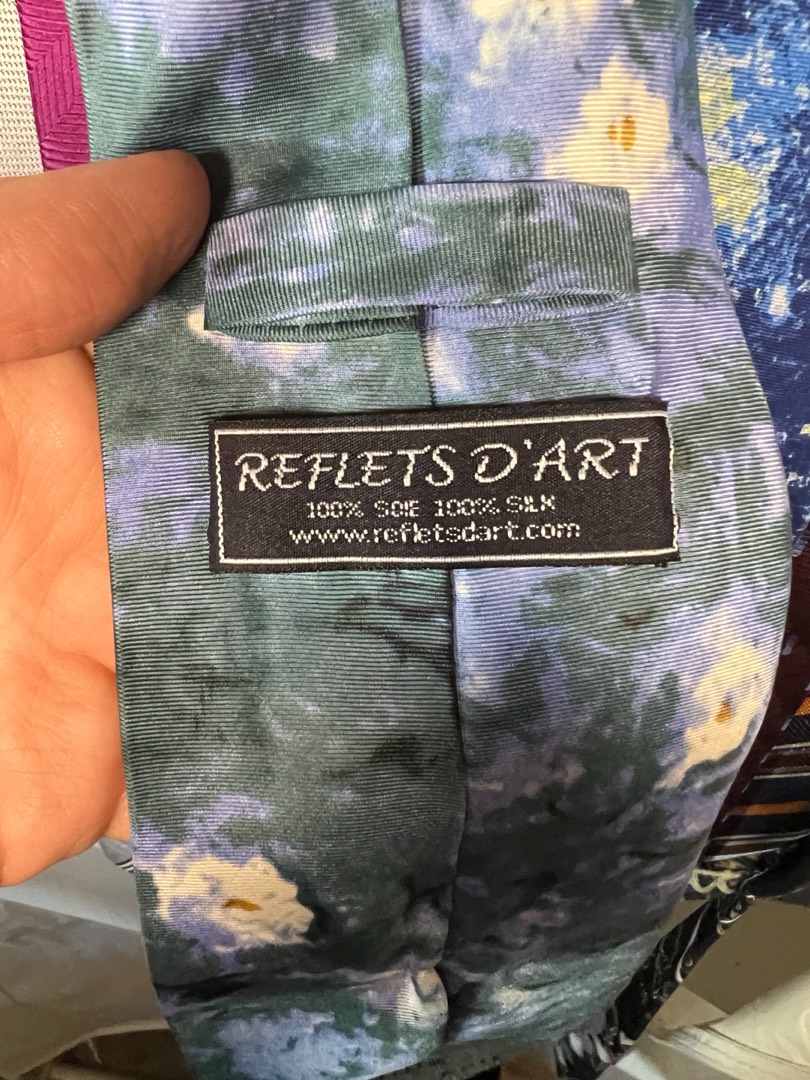 REFLETS D'ART
100% SOIE 100% SILK
www.refletsdart.com